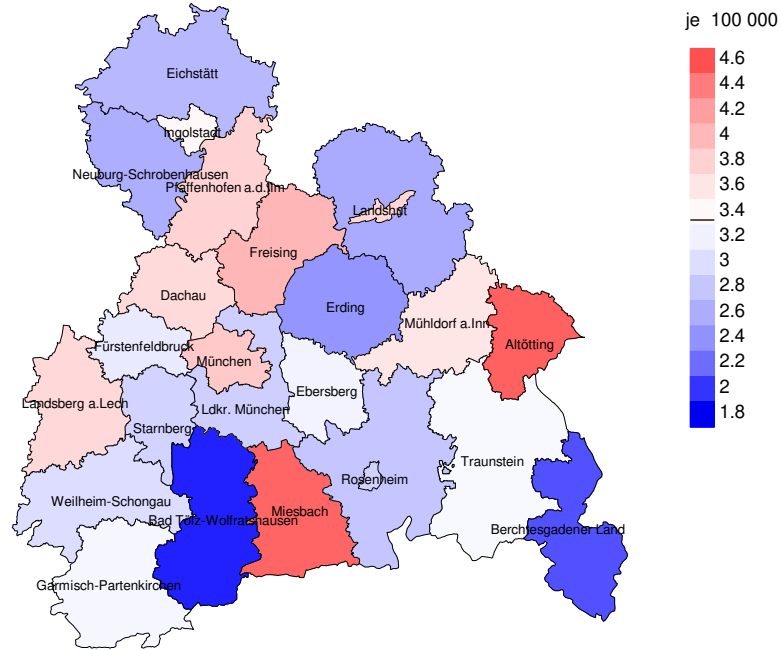 je 100 000
4.6
4.4
4.2
4
3.8
3.6
3.4
3.2
3
2.8
2.6
2.4
2.2
2
1.8
Eichstätt
Ingolstadt
Neuburg-Schrobenhausen
Pfaffenhofen a.d.Ilm
Landshut
Freising
Dachau
Erding
Mühldorf a.Inn
Altötting
Fürstenfeldbruck
München
Ebersberg
Landsberg a.Lech
Ldkr. München
Starnberg
Traunstein
Rosenheim
Weilheim-Schongau
Miesbach
Bad Tölz-Wolfratshausen
Berchtesgadener Land
Garmisch-Partenkirchen